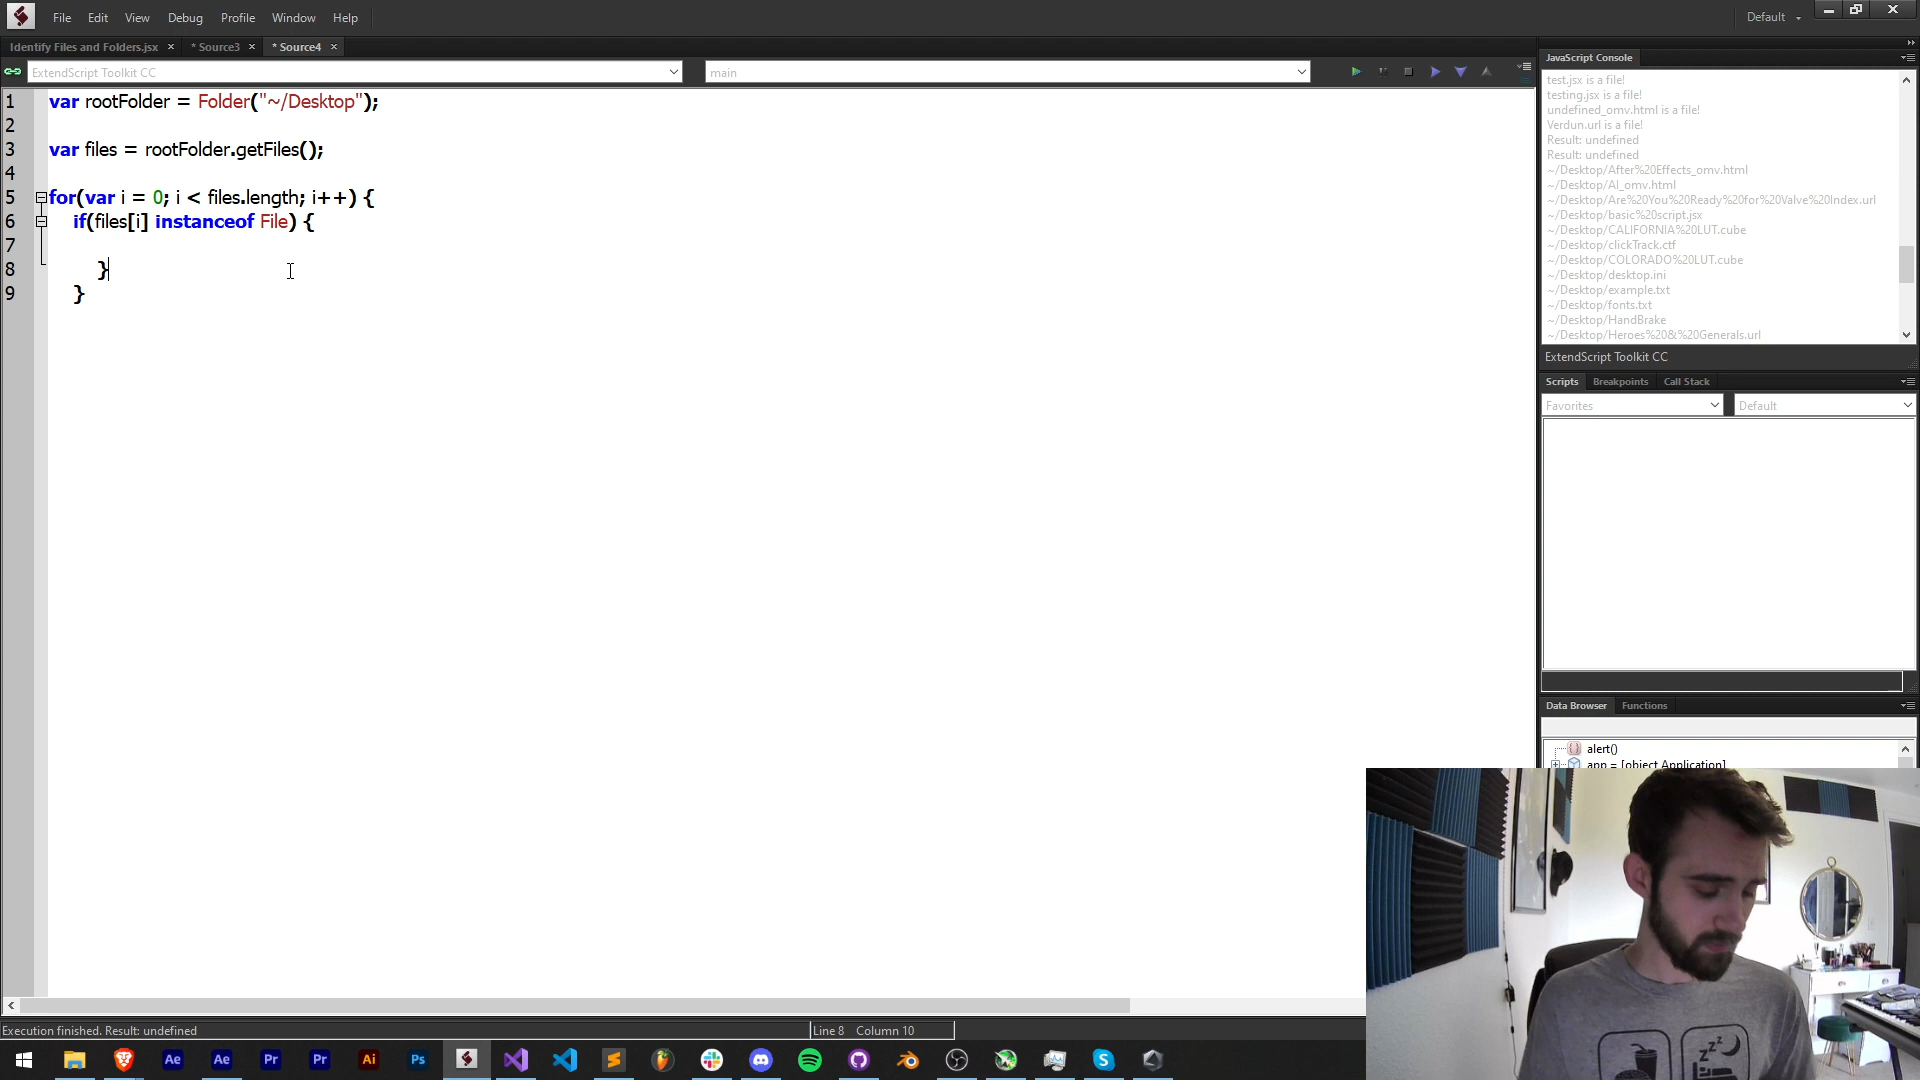 File Edit View Debug Profile Window Help
Default
Identify Files and Folders.jsx × * Source3 × * Source4 ×
ExtendScript Toolkit CC
main
1 var rootFolder = Folder("~/Desktop");
2
3 var files = rootFolder.getFiles();
4
5 for(var i = 0; i < files.length; i++) {
6 if(files[i] instanceof File) {
7
8 }
9 }
JavaScript Console
test.jsx is a file!
testing.jsx is a file!
undefined_omv.html is a file!
Verdun.url is a file!
Result: undefined
Result: undefined
~/Desktop/After%20Effects_omv.html
~/Desktop/AI_omv.html
~/Desktop/Are%20You%20Ready%20for%20Valve%20Index.url
~/Desktop/basic%20script.jsx
~/Desktop/CALIFORNIA%20LUT.cube
~/Desktop/clickTrack.ctf
~/Desktop/COLORADO%20LUT.cube
~/Desktop/desktop.ini
~/Desktop/example.txt
~/Desktop/fonts.txt
~/Desktop/HandBrake
~/Desktop/Heroes%20&%20Generals.url
ExtendScript Toolkit CC
Scripts Breakpoints Call Stack
Favorites Default
Data Browser Functions
alert()
app = [object Application]
Execution finished. Result: undefined
Line 8 Column 10
Ae Ae Pr Pr Ai Ps